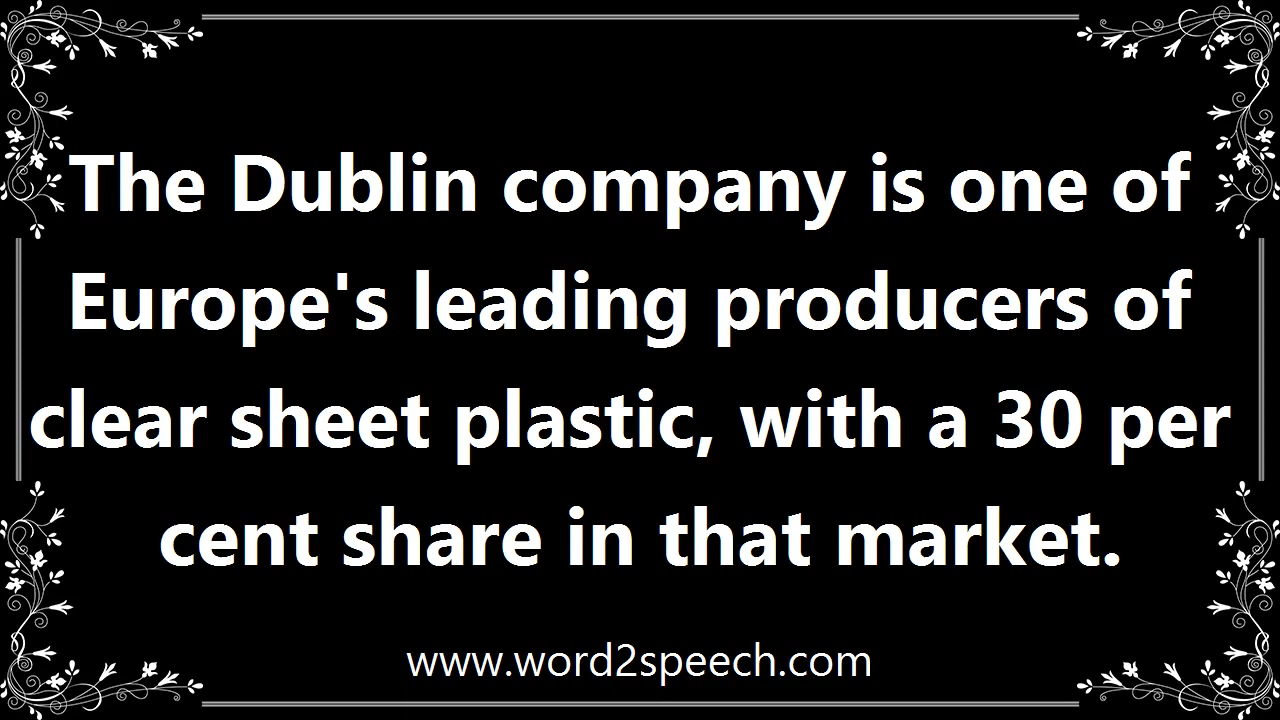 The Dublin company is one of
Europe's leading producers of
clear sheet plastic, with a 30 per
cent share in that market.
www.word2speech.com